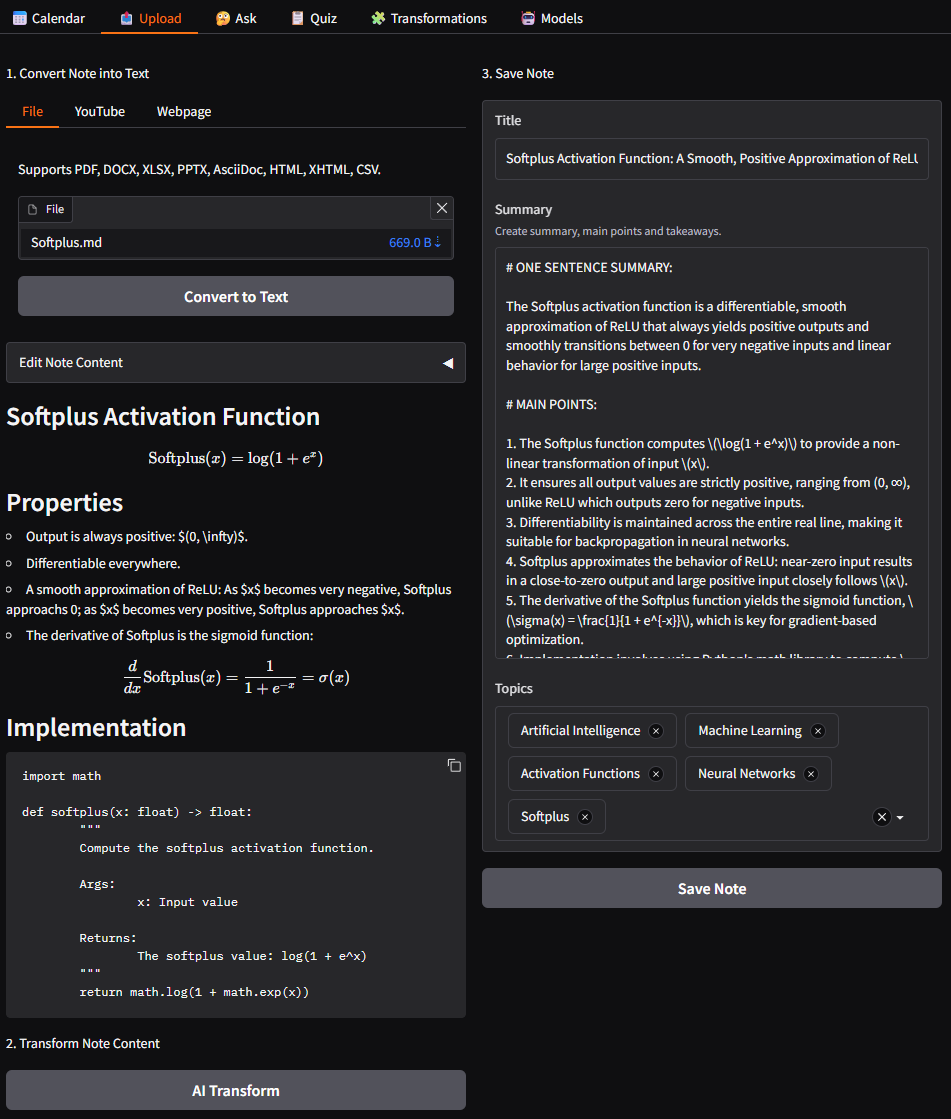 Calendar
Upload
Ask
Quiz
Transformations
Models
1. Convert Note into Text
File
YouTube
Webpage
Supports PDF, DOCX, XLSX, PPTX, AsciiDoc, HTML, XHTML, CSV.
File
Softplus.md
669.0 B ⇣
Convert to Text
Edit Note Content
Softplus Activation Function
Softplus(x) = log(1 + e^x)
Properties
Output is always positive: $(0, \infty)$.
Differentiable everywhere.
A smooth approximation of ReLU: As $x$ becomes very negative, Softplus
approachs 0; as $x$ becomes very positive, Softplus approaches $x$.
The derivative of Softplus is the sigmoid function:
d/dx Softplus(x) = 1/(1 + e^{-x}) = σ(x)
Implementation
import math
def softplus(x: float) -> float:
"""
Compute the softplus activation function.
Args:
x: Input value
Returns:
The softplus value: log(1 + e^x)
"""
return math.log(1 + math.exp(x))
2. Transform Note Content
AI Transform
3. Save Note
Title
Softplus Activation Function: A Smooth, Positive Approximation of ReLU
Summary
Create summary, main points and takeaways.
# ONE SENTENCE SUMMARY:
The Softplus activation function is a differentiable, smooth
approximation of ReLU that always yields positive outputs and
smoothly transitions between 0 for very negative inputs and linear
behavior for large positive inputs.
# MAIN POINTS:
1. The Softplus function computes \(\log(1 + e^x)\) to provide a non-
linear transformation of input \(x\).
2. It ensures all output values are strictly positive, ranging from (0, ∞),
unlike ReLU which outputs zero for negative inputs.
3. Differentiability is maintained across the entire real line, making it
suitable for backpropagation in neural networks.
4. Softplus approximates the behavior of ReLU: near-zero input results
in a close-to-zero output and large positive input closely follows \(x\).
5. The derivative of the Softplus function yields the sigmoid function, \
(\sigma(x) = \frac{1}{1 + e^{-x}}\), which is key for gradient-based
optimization.
6. Implementation involves using Python's math library to compute \
Topics
Artificial Intelligence
Machine Learning
Activation Functions
Neural Networks
Softplus
Save Note